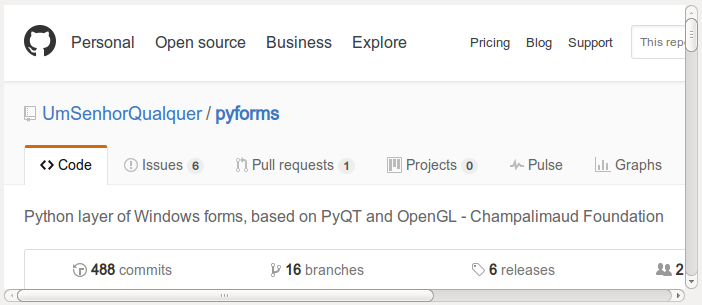 Personal Open source Business Explore Pricing Blog Support This repo
UmSenhorQualquer / pyforms
Code Issues 6 Pull requests 1 Projects 0 Pulse Graphs
Python layer of Windows forms, based on PyQT and OpenGL - Champalimaud Foundation
488 commits 16 branches 6 releases 2